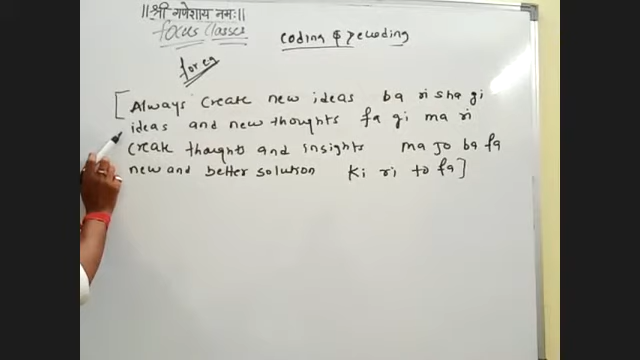 ||श्री गणेशाय नमः||
focus classes
coding & decoding
for eg
[Always create new ideas ba ri sha gi
ideas and new thoughts fa gi ma ri
create thoughts and insights ma jo ba fa
new and better solution ki ri to fa]